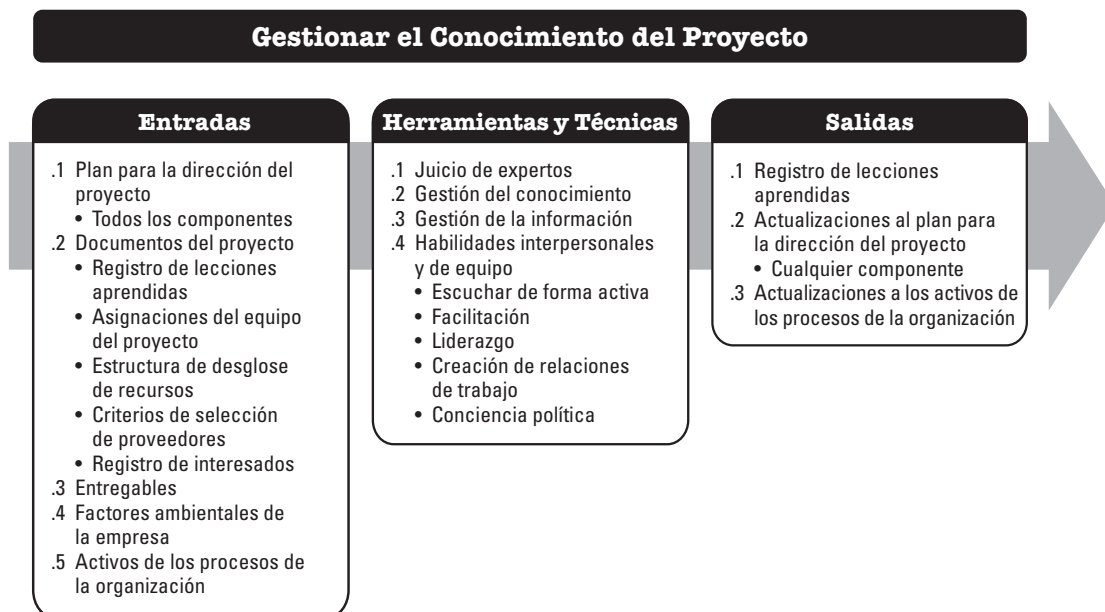 Gestionar el Conocimiento del Proyecto
Entradas
.1 Plan para la dirección del
proyecto
• Todos los componentes
.2 Documentos del proyecto
• Registro de lecciones
aprendidas
• Asignaciones del equipo
del proyecto
• Estructura de desglose
de recursos
• Criterios de selección
de proveedores
• Registro de interesados
.3 Entregables
.4 Factores ambientales de
la empresa
.5 Activos de los procesos de
la organización
Herramientas y Técnicas
.1 Juicio de expertos
.2 Gestión del conocimiento
.3 Gestión de la información
.4 Habilidades interpersonales
y de equipo
• Escuchar de forma activa
• Facilitación
• Liderazgo
• Creación de relaciones
de trabajo
• Conciencia política
Salidas
.1 Registro de lecciones
aprendidas
.2 Actualizaciones al plan para
la dirección del proyecto
• Cualquier componente
.3 Actualizaciones a los activos de
los procesos de la organización